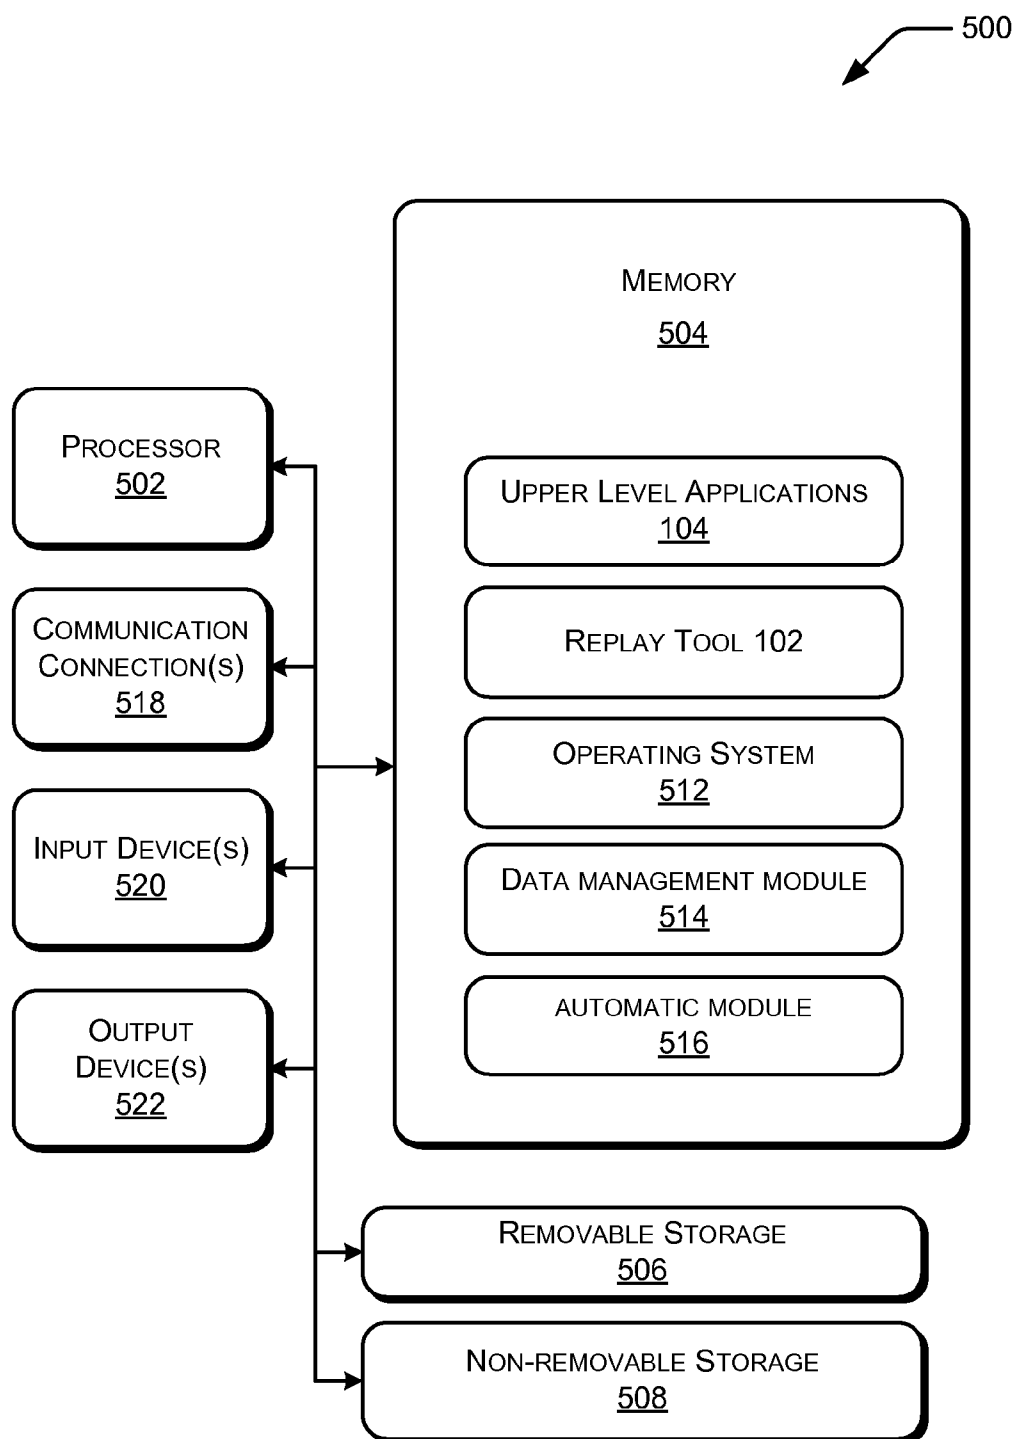 500
MEMORY
504
UPPER LEVEL APPLICATIONS
104
REPLAY TOOL 102
OPERATING SYSTEM
512
DATA MANAGEMENT MODULE
514
AUTOMATIC MODULE
516
PROCESSOR
502
COMMUNICATION
CONNECTION(S)
518
INPUT DEVICE(S)
520
OUTPUT
DEVICE(S)
522
REMOVABLE STORAGE
506
NON-REMOVABLE STORAGE
508